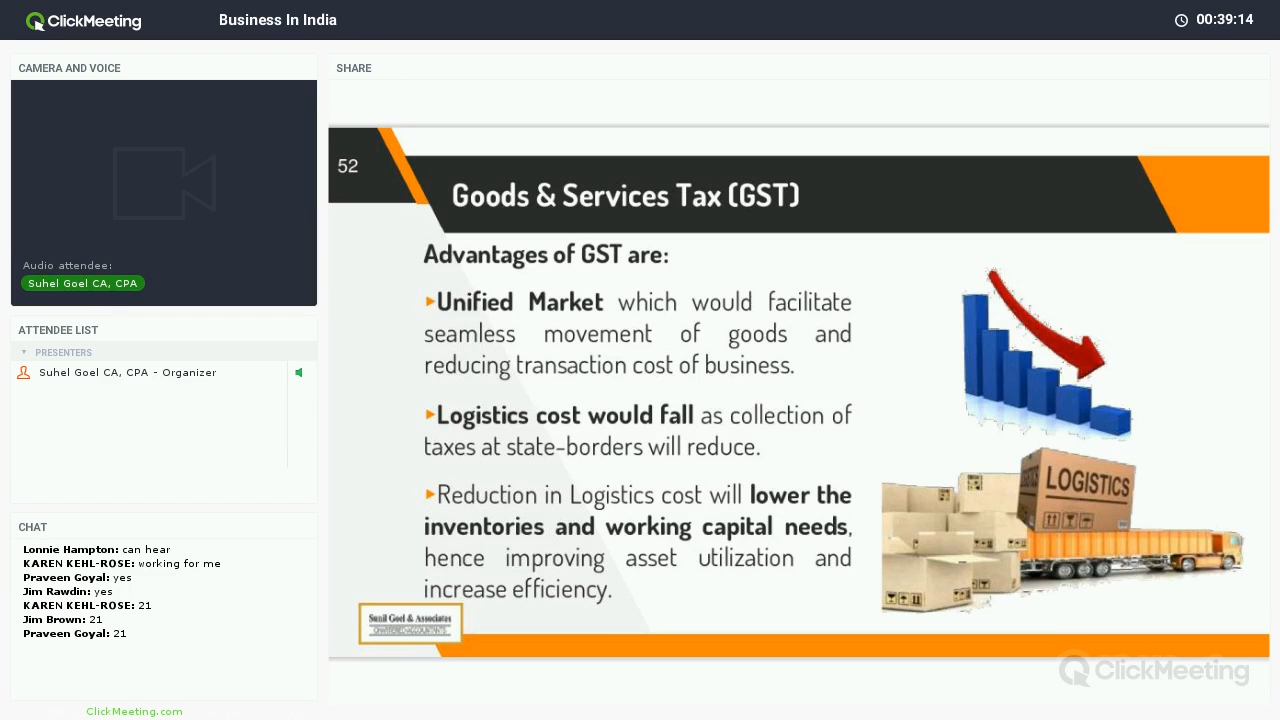 ClickMeeting
Business In India
00:39:14
CAMERA AND VOICE
Audio attendee:
Suhel Goel CA, CPA
ATTENDEE LIST
PRESENTERS
Suhel Goel CA, CPA - Organizer
CHAT
Lonnie Hampton: can hear
KAREN KEHL-ROSE: working for me
Praveen Goyal: yes
Jim Rawdin: yes
KAREN KEHL-ROSE: 21
Jim Brown: 21
Praveen Goyal: 21
ClickMeeting.com
SHARE
52
Goods & Services Tax (GST)
Advantages of GST are:
▸Unified Market which would facilitate
seamless movement of goods and
reducing transaction cost of business.
▸Logistics cost would fall as collection of
taxes at state-borders will reduce.
▸Reduction in Logistics cost will lower the
inventories and working capital needs,
hence improving asset utilization and
increase efficiency.
LOGISTICS
Sunil Goel & Associates
CHARTERED ACCOUNTANTS
ClickMeeting